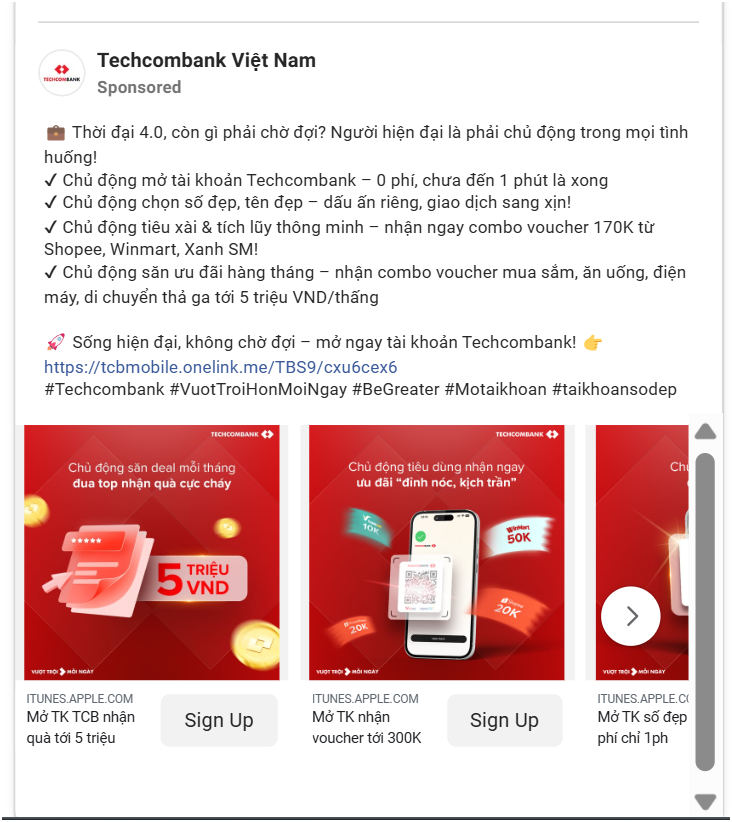 Techcombank Việt Nam
Sponsored
TECHCOMBANK
💼 Thời đại 4.0, còn gì phải chờ đợi? Người hiện đại là phải chủ động trong mọi tình
huống!
✔ Chủ động mở tài khoản Techcombank – 0 phí, chưa đến 1 phút là xong
✔ Chủ động chọn số đẹp, tên đẹp – dấu ấn riêng, giao dịch sang xịn!
✔ Chủ động tiêu xài & tích lũy thông minh – nhận ngay combo voucher 170K từ
Shopee, Winmart, Xanh SM!
✔ Chủ động săn ưu đãi hàng tháng – nhận combo voucher mua sắm, ăn uống, điện
máy, di chuyển thả ga tới 5 triệu VND/thấng
🚀 Sống hiện đại, không chờ đợi – mở ngay tài khoản Techcombank! 👉
https://tcbmobile.onelink.me/TBS9/cxu6cex6
#Techcombank #VuotTroiHonMoiNgay #BeGreater #Motaikhoan #taikhoansodep
TECHCOMBANK
Chủ động săn deal mỗi tháng
đua top nhận quà cực cháy
5 TRIỆU
VND
VƯỢT TRỘI MỖI NGÀY
ITUNES.APPLE.COM
Mở TK TCB nhận
quà tới 5 triệu
Sign Up
TECHCOMBANK
Chủ động tiêu dùng nhận ngay
ưu đãi “đỉnh nóc, kịch trần”
10K
WinMart
50K
20K
20K
VƯỢT TRỘI MỖI NGÀY
ITUNES.APPLE.COM
Mở TK nhận
voucher tới 300K
Sign Up
Chủ
VƯỢT TRỘI MỖI NGÀY
ITUNES.APPLE.CO
Mở TK số đẹp
phí chỉ 1ph